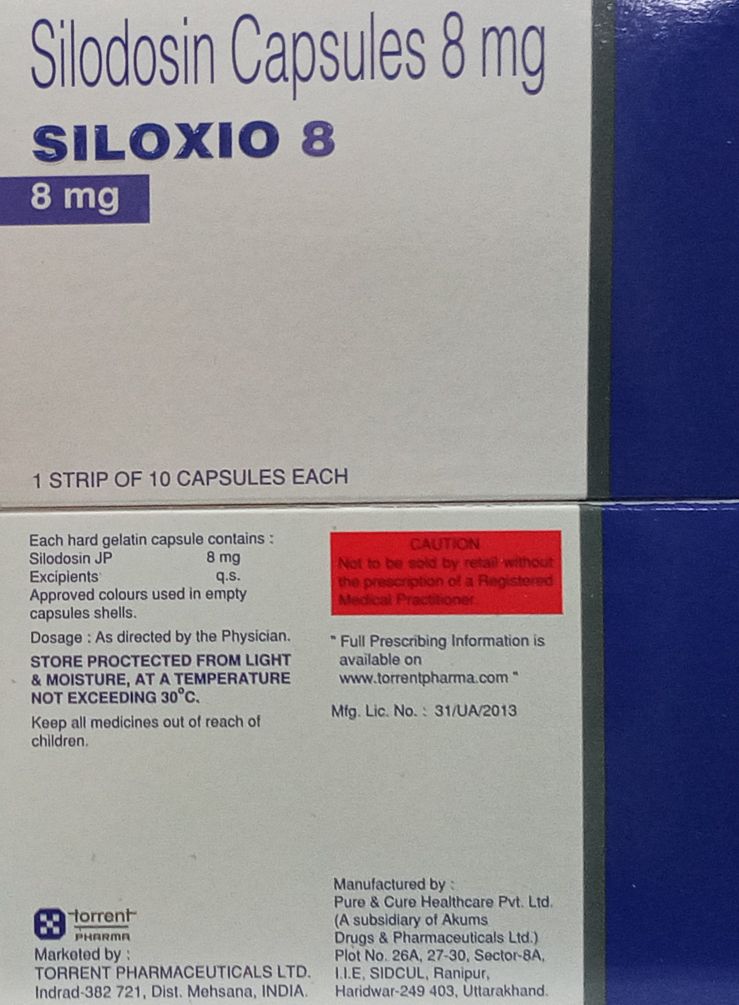 Silodosin Capsules 8 mg
SILOXIO 8
8 mg
1 STRIP OF 10 CAPSULES EACH
Each hard gelatin capsule contains :
Silodosin JP 8 mg
Excipients q.s.
Approved colours used in empty
capsules shells.
Dosage : As directed by the Physician.
STORE PROCTECTED FROM LIGHT
& MOISTURE, AT A TEMPERATURE
NOT EXCEEDING 30°C.
Keep all medicines out of reach of
children.
CAUTION
Not to be sold by retail without
the prescription of a Registered
Medical Practitioner.
" Full Prescribing Information is
available on
www.torrentpharma.com "
Mfg. Lic. No. : 31/UA/2013
torrent
PHARMA
Marketed by :
TORRENT PHARMACEUTICALS LTD.
Indrad-382 721, Dist. Mehsana, INDIA.
Manufactured by :
Pure & Cure Healthcare Pvt. Ltd.
(A subsidiary of Akums
Drugs & Pharmaceuticals Ltd.)
Plot No. 26A, 27-30, Sector-8A,
I.I.E, SIDCUL, Ranipur,
Haridwar-249 403, Uttarakhand.